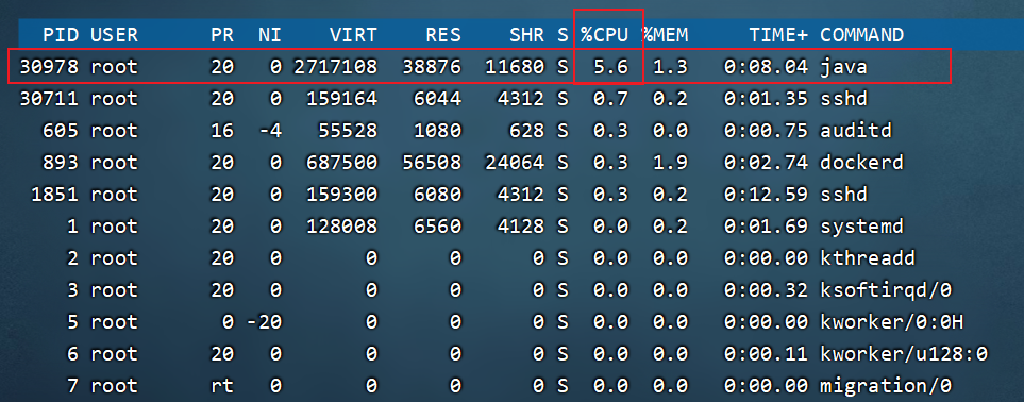 PID USER PR NI VIRT RES SHR S %CPU %MEM TIME+ COMMAND
30978 root 20 0 2717108 38876 11680 S 5.6 1.3 0:08.04 java
30711 root 20 0 159164 6044 4312 S 0.7 0.2 0:01.35 sshd
605 root 16 -4 55528 1080 628 S 0.3 0.0 0:00.75 auditd
893 root 20 0 687500 56508 24064 S 0.3 1.9 0:02.74 dockerd
1851 root 20 0 159300 6080 4312 S 0.3 0.2 0:12.59 sshd
1 root 20 0 128008 6560 4128 S 0.0 0.2 0:01.69 systemd
2 root 20 0 0 0 0 S 0.0 0.0 0:00.00 kthreadd
3 root 20 0 0 0 0 S 0.0 0.0 0:00.32 ksoftirqd/0
5 root 0 -20 0 0 0 S 0.0 0.0 0:00.00 kworker/0:0H
6 root 20 0 0 0 0 S 0.0 0.0 0:00.11 kworker/u128:0
7 root rt 0 0 0 0 S 0.0 0.0 0:00.00 migration/0